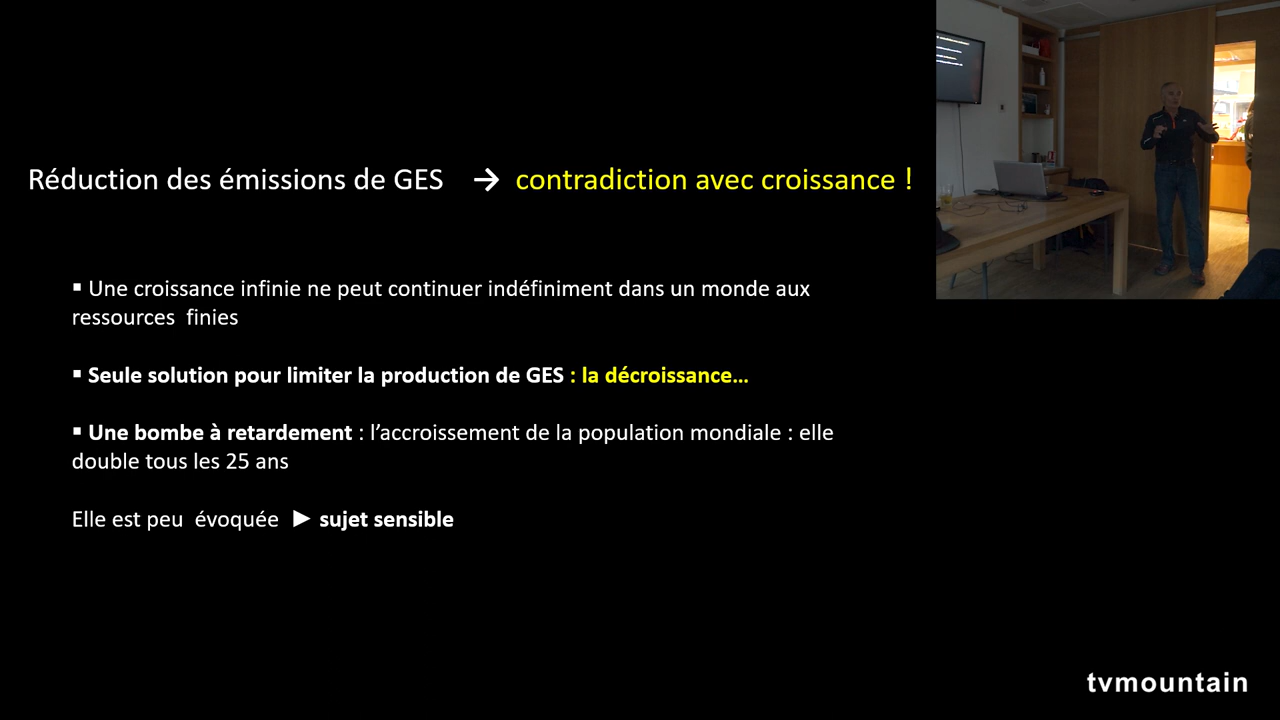 Réduction des émissions de GES → contradiction avec croissance !
▪ Une croissance infinie ne peut continuer indéfiniment dans un monde aux
ressources finies
▪ Seule solution pour limiter la production de GES : la décroissance…
▪ Une bombe à retardement : l’accroissement de la population mondiale : elle
double tous les 25 ans
Elle est peu évoquée ► sujet sensible
tvmountain